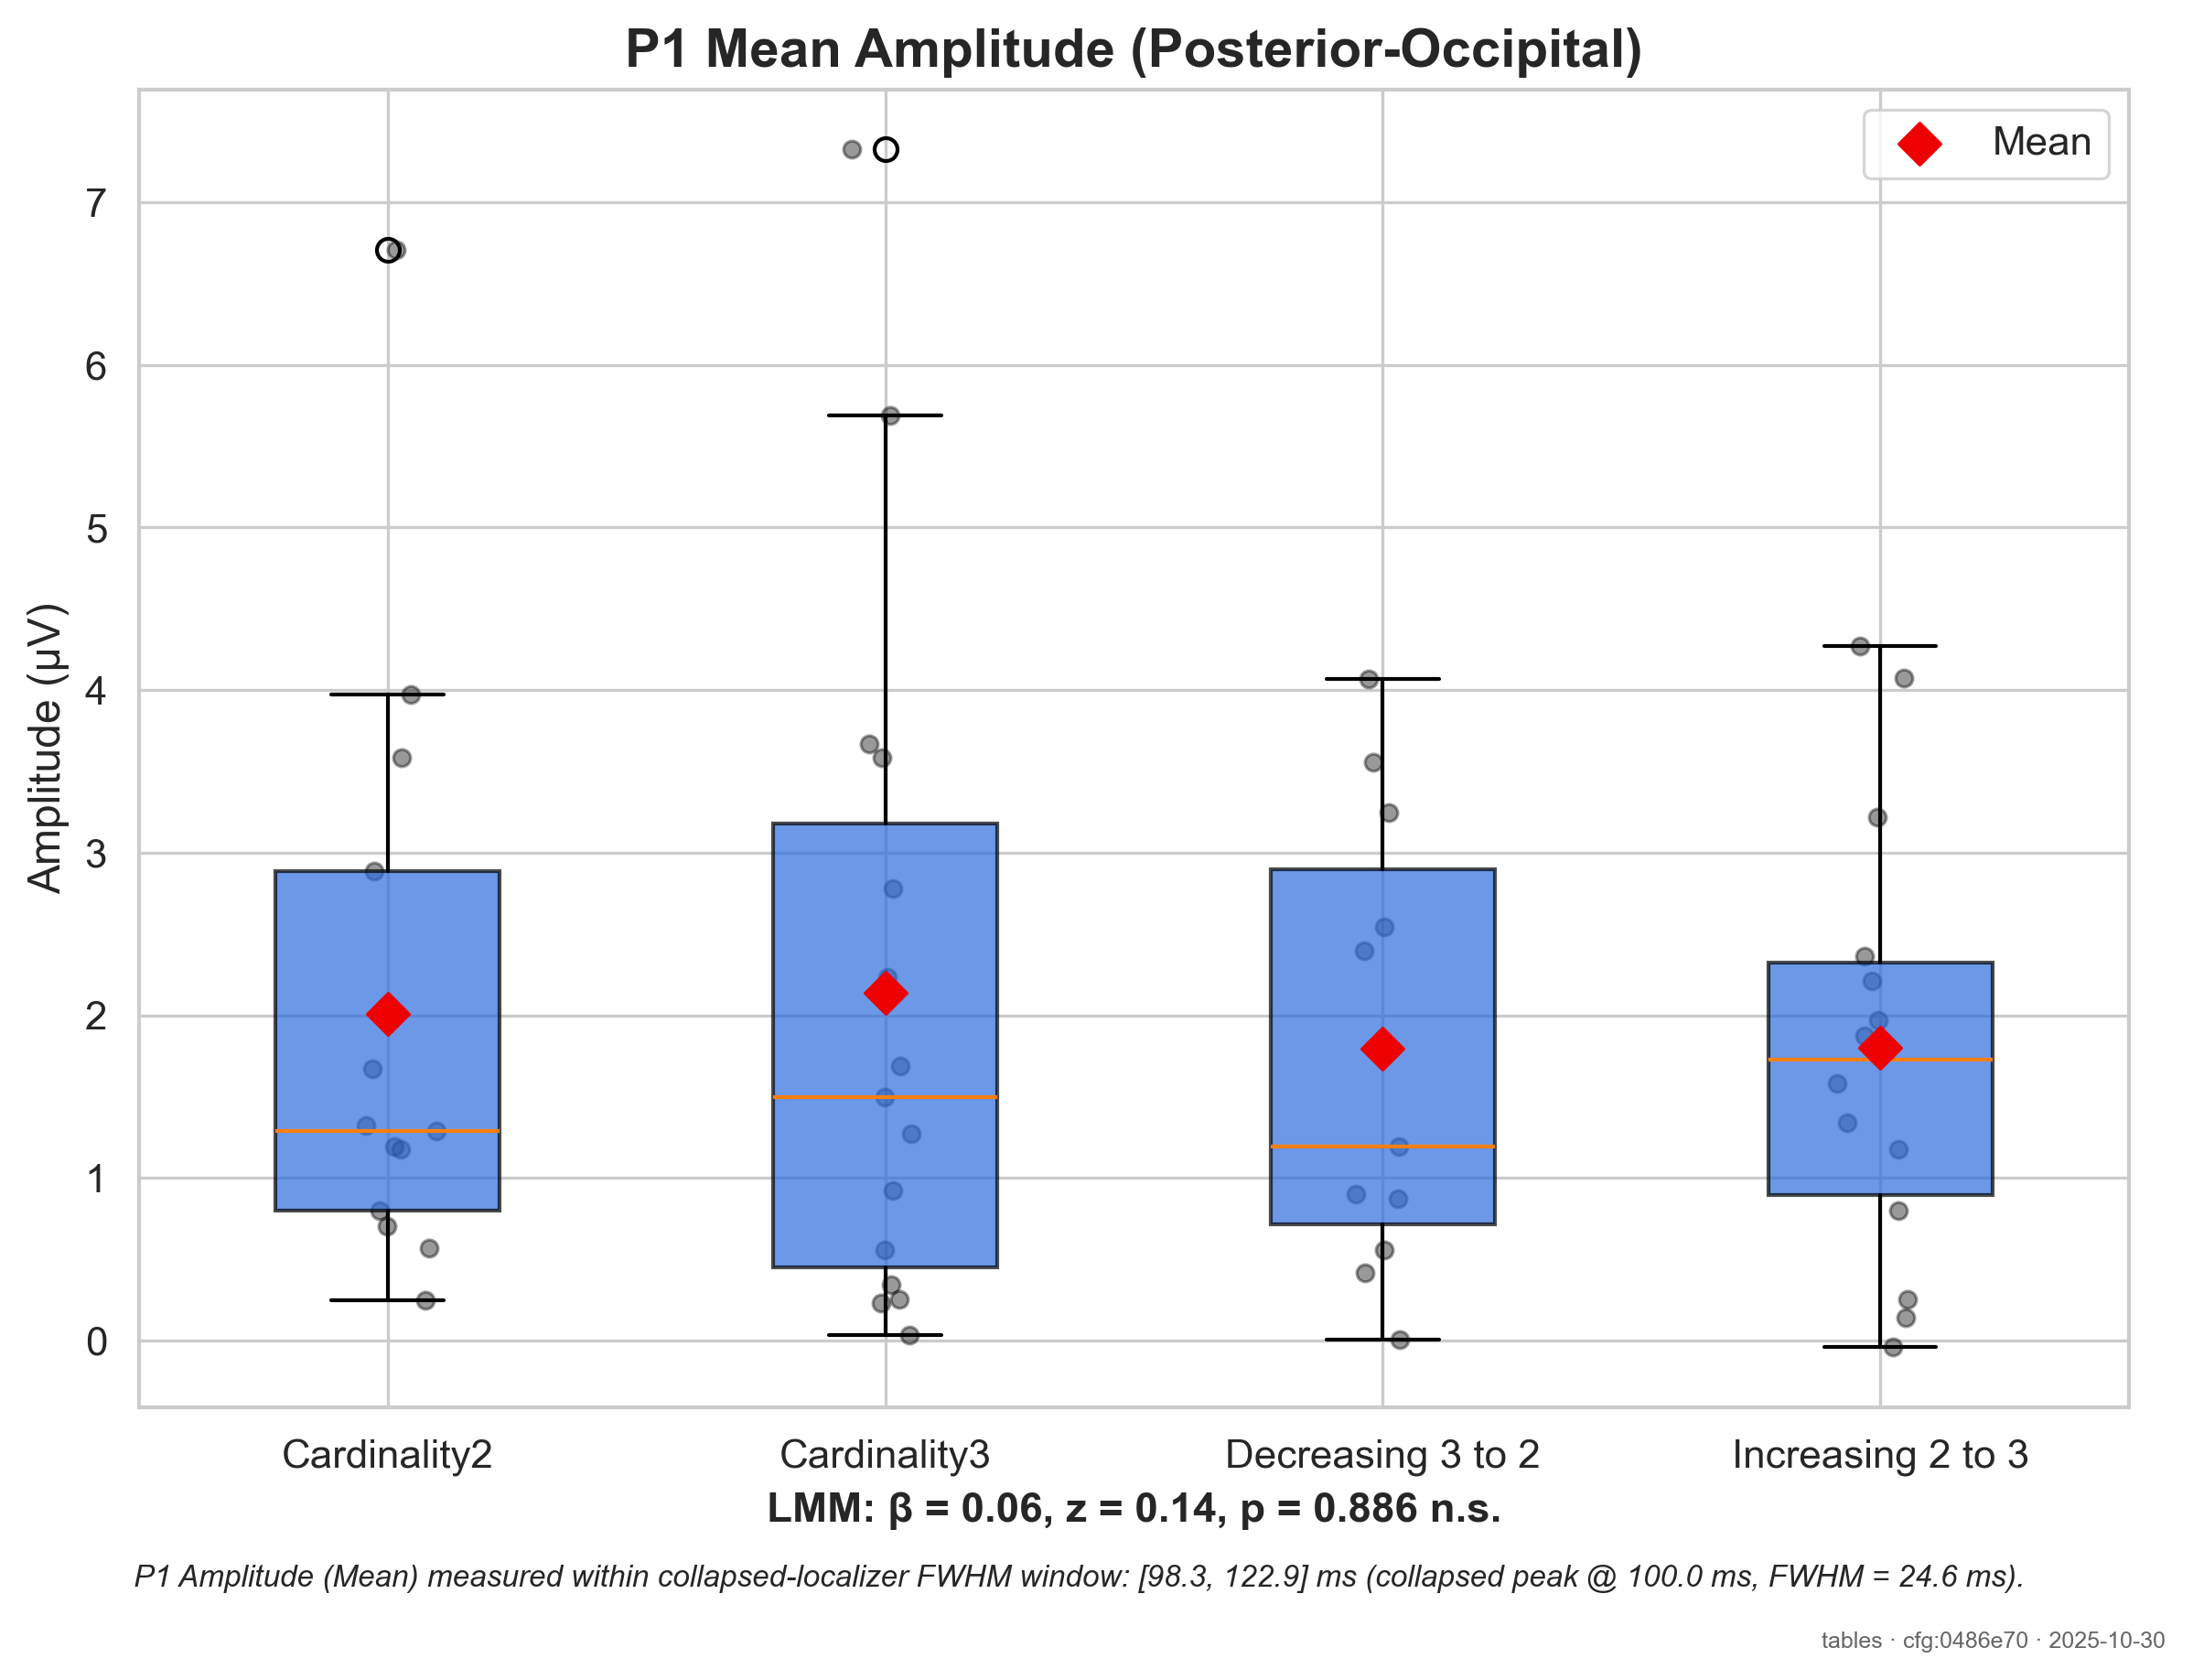 P1 Mean Amplitude (Posterior-Occipital)
Mean
7
6
5
4
3
2
1
0
Amplitude (µV)
Cardinality2 Cardinality3 Decreasing 3 to 2 Increasing 2 to 3
LMM: β = 0.06, z = 0.14, p = 0.886 n.s.
P1 Amplitude (Mean) measured within collapsed-localizer FWHM window: [98.3, 122.9] ms (collapsed peak @ 100.0 ms, FWHM = 24.6 ms).
tables · cfg:0486e70 · 2025-10-30